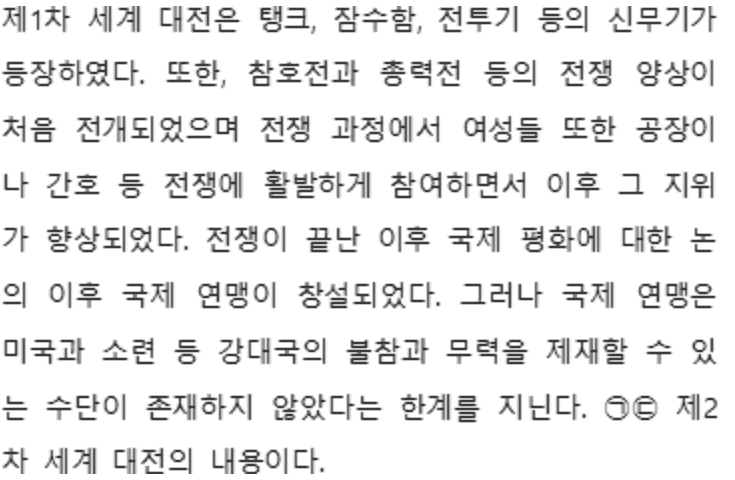 제1차 세계 대전은 탱크, 잠수함, 전투기 등의 신무기가
등장하였다. 또한, 참호전과 총력전 등의 전쟁 양상이
처음 전개되었으며 전쟁 과정에서 여성들 또한 공장이
나 간호 등 전쟁에 활발하게 참여하면서 이후 그 지위
가 향상되었다. 전쟁이 끝난 이후 국제 평화에 대한 논
의 이후 국제 연맹이 창설되었다. 그러나 국제 연맹은
미국과 소련 등 강대국의 불참과 무력을 제재할 수 있
는 수단이 존재하지 않았다는 한계를 지닌다. ㉠㉢ 제2
차 세계 대전의 내용이다.